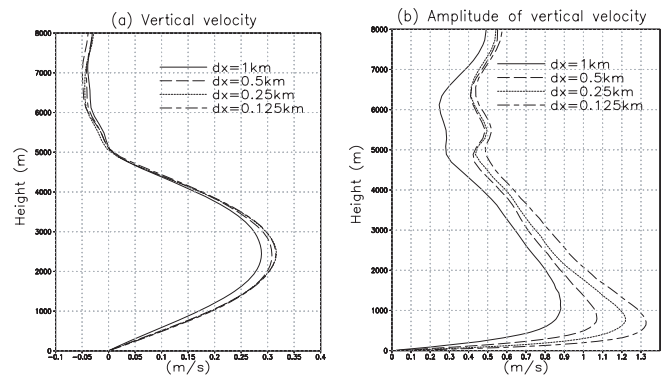 (a) Vertical velocity
8000
7000
6000
5000
4000
3000
2000
1000
0
Height (m)
dx=1km
dx=0.5km
dx=0.25km
dx=0.125km
-0.1 -0.05 0 0.05 0.1 0.15 0.2 0.25 0.3 0.35 0.4
(m/s)
(b) Amplitude of vertical velocity
8000
7000
6000
5000
4000
3000
2000
1000
0
Height (m)
dx=1km
dx=0.5km
dx=0.25km
dx=0.125km
0 0.1 0.2 0.3 0.4 0.5 0.6 0.7 0.8 0.9 1 1.1 1.2 1.3
(m/s)